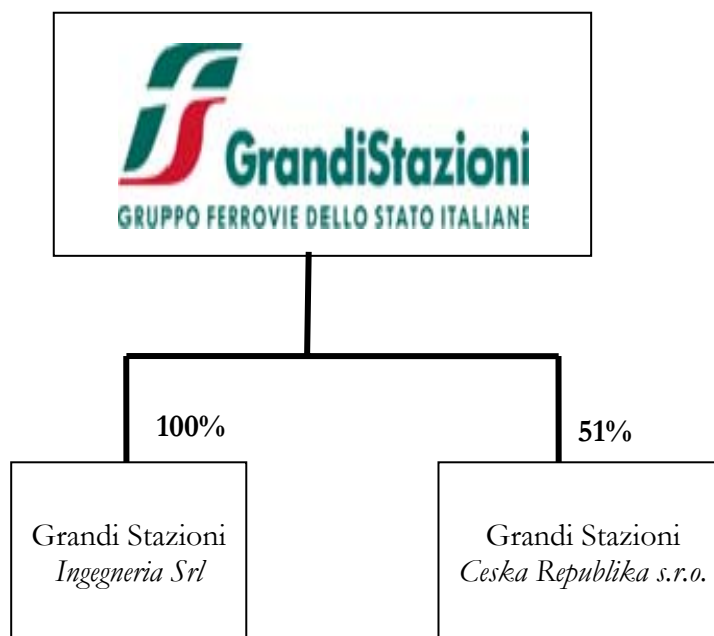 GrandiStazioni
GRUPPO FERROVIE DELLO STATO ITALIANE
100%
51%
Grandi Stazioni
Ingegneria Srl
Grandi Stazioni
Ceska Republika s.r.o.